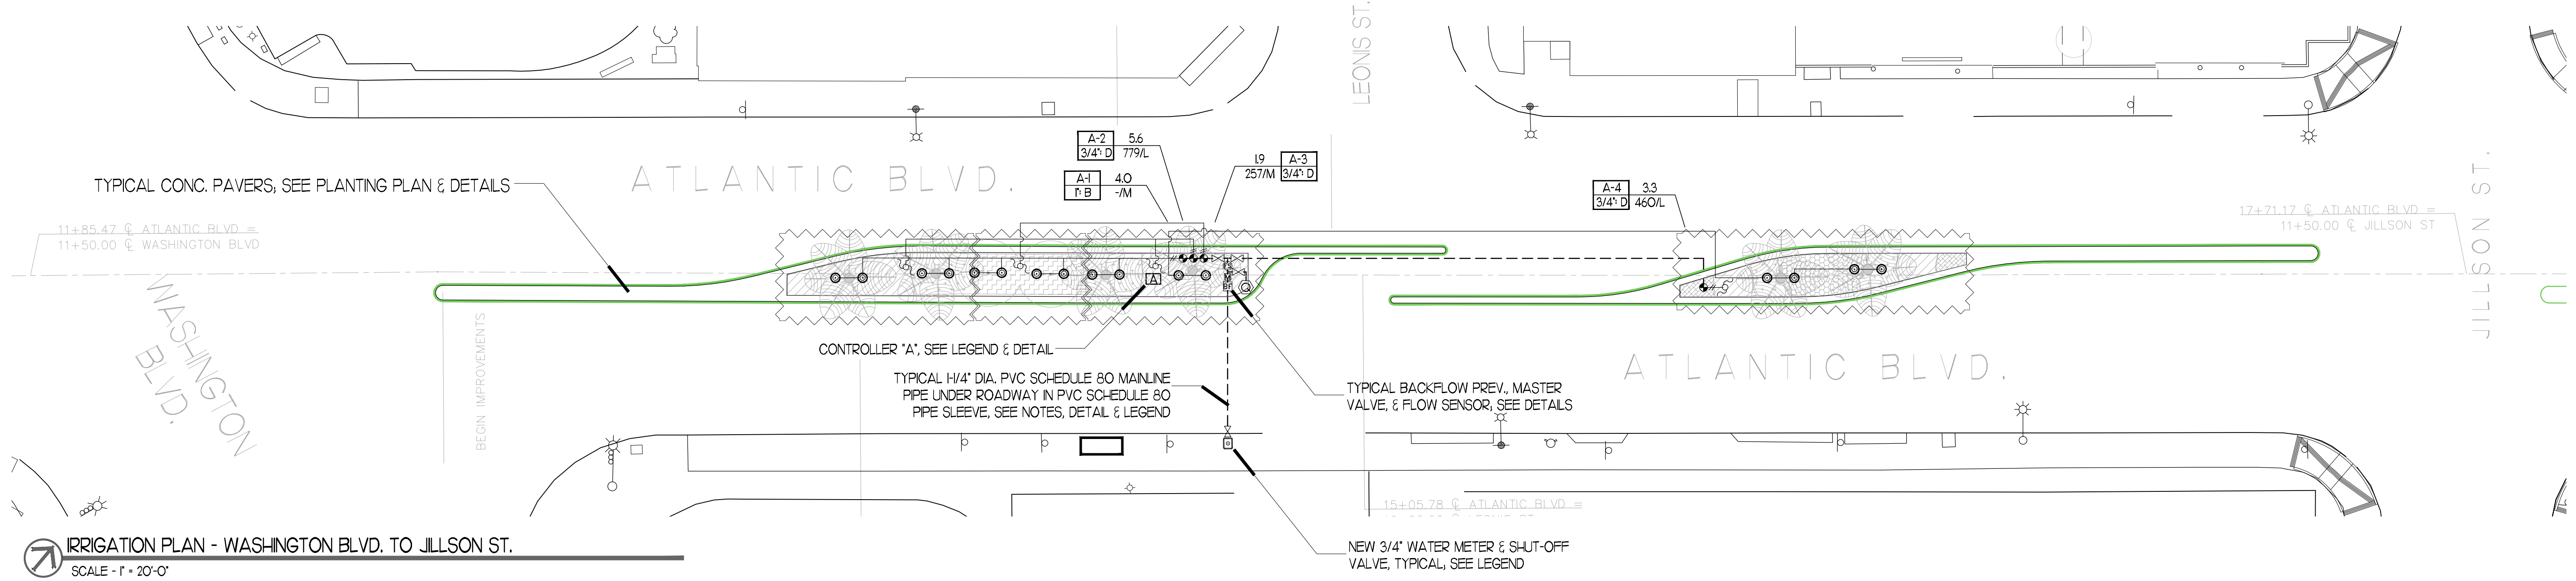 LEONIS ST.
A-2 5.6
3/4": D 779/L
1.9 A-3
257/M 3/4": D
ATLANTIC BLVD.
TYPICAL CONC. PAVERS; SEE PLANTING PLAN & DETAILS
A-1 4.0
1": B -/M
A-4 3.3
3/4": D 460/L
11+85.47 ℄ ATLANTIC BLVD =
11+50.00 ℄ WASHINGTON BLVD
17+71.17 ℄ ATLANTIC BLVD =
11+50.00 ℄ JILLSON ST
JILLSON ST.
A
BF
WASHINGTON
BLVD.
BEGIN IMPROVEMENTS
CONTROLLER "A", SEE LEGEND & DETAIL
TYPICAL 1-1/4" DIA. PVC SCHEDULE 80 MAINLINE
PIPE UNDER ROADWAY IN PVC SCHEDULE 80
PIPE SLEEVE, SEE NOTES, DETAIL & LEGEND
TYPICAL BACKFLOW PREV., MASTER
VALVE, & FLOW SENSOR; SEE DETAILS
ATLANTIC BLVD.
15+05.78 ℄ ATLANTIC BLVD =
NEW 3/4" WATER METER & SHUT-OFF
VALVE, TYPICAL; SEE LEGEND
IRRIGATION PLAN - WASHINGTON BLVD. TO JILLSON ST.
SCALE - 1" = 20'-0"